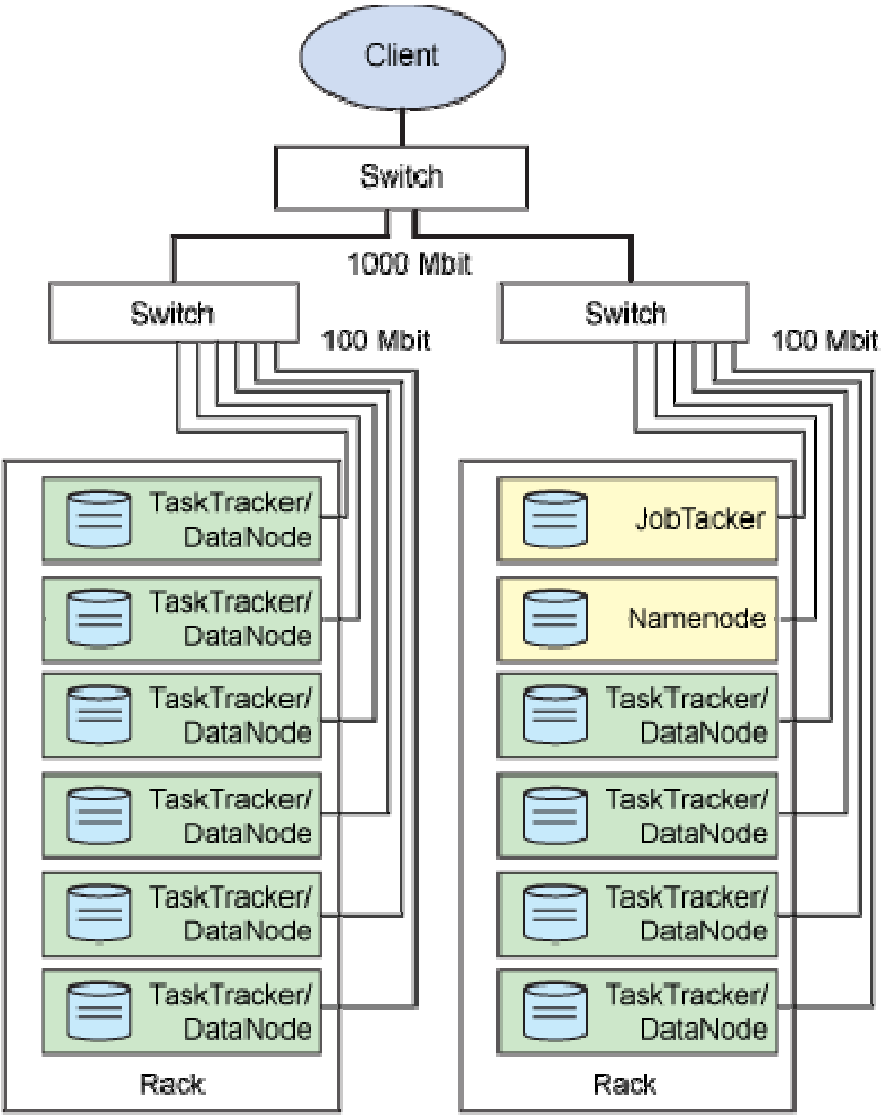 Client
Switch
1000 Mbit
Switch
Switch
100 Mbit
100 Mbit
TaskTracker/
DataNode
TaskTracker/
DataNode
TaskTracker/
DataNode
TaskTracker/
DataNode
TaskTracker/
DataNode
TaskTracker/
DataNode
Rack
JobTacker
Namenode
TaskTracker/
DataNode
TaskTracker/
DataNode
TaskTracker/
DataNode
TaskTracker/
DataNode
Rack